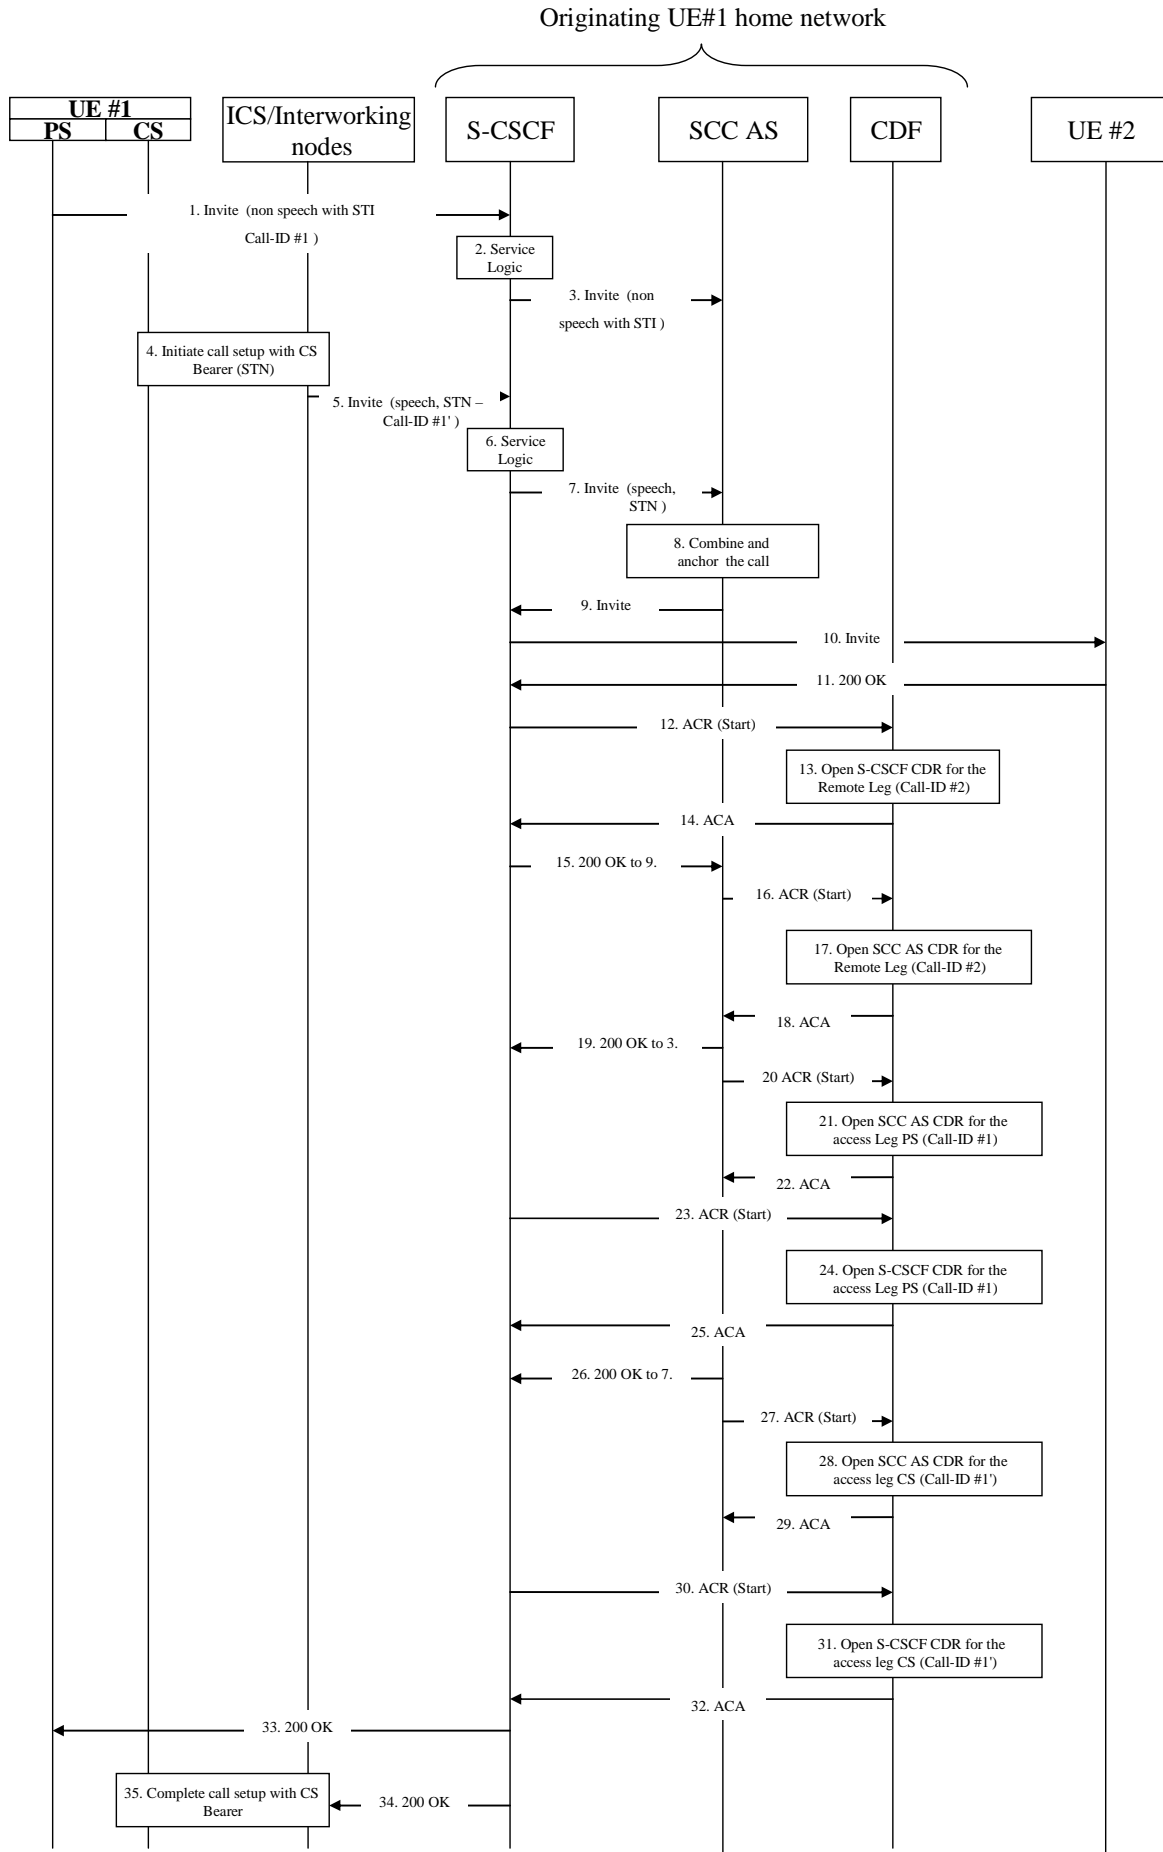 Originating UE#1 home network
UE #1
PS CS
ICS/Interworking
nodes
S-CSCF
SCC AS
CDF
UE #2
1. Invite (non speech with STI
Call-ID #1 )
2. Service
Logic
3. Invite (non
speech with STI )
4. Initiate call setup with CS
Bearer (STN)
5. Invite (speech, STN –
Call-ID #1' )
6. Service
Logic
7. Invite (speech,
STN )
8. Combine and
anchor the call
9. Invite
10. Invite
11. 200 OK
12. ACR (Start)
13. Open S-CSCF CDR for the
Remote Leg (Call-ID #2)
14. ACA
15. 200 OK to 9.
16. ACR (Start)
17. Open SCC AS CDR for the
Remote Leg (Call-ID #2)
18. ACA
19. 200 OK to 3.
20 ACR (Start)
21. Open SCC AS CDR for the
access Leg PS (Call-ID #1)
22. ACA
23. ACR (Start)
24. Open S-CSCF CDR for the
access Leg PS (Call-ID #1)
25. ACA
26. 200 OK to 7.
27. ACR (Start)
28. Open SCC AS CDR for the
access leg CS (Call-ID #1')
29. ACA
30. ACR (Start)
31. Open S-CSCF CDR for the
access leg CS (Call-ID #1')
32. ACA
33. 200 OK
35. Complete call setup with CS
Bearer
34. 200 OK